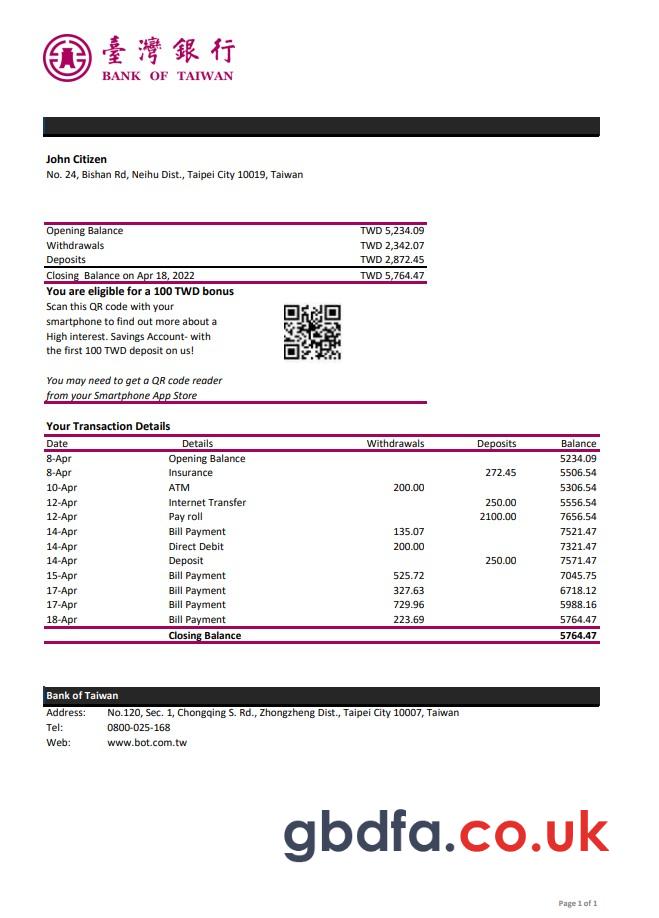 臺灣銀行
BANK OF TAIWAN
John Citizen
No. 24, Bishan Rd, Neihu Dist., Taipei City 10019, Taiwan
Opening Balance TWD 5,234.09
Withdrawals TWD 2,342.07
Deposits TWD 2,872.45
Closing Balance on Apr 18, 2022 TWD 5,764.47
You are eligible for a 100 TWD bonus
Scan this QR code with your
smartphone to find out more about a
High interest. Savings Account- with
the first 100 TWD deposit on us!
You may need to get a QR code reader
from your Smartphone App Store
Your Transaction Details
Date Details Withdrawals Deposits Balance
8-Apr Opening Balance 5234.09
8-Apr Insurance 272.45 5506.54
10-Apr ATM 200.00 5306.54
12-Apr Internet Transfer 250.00 5556.54
12-Apr Pay roll 2100.00 7656.54
14-Apr Bill Payment 135.07 7521.47
14-Apr Direct Debit 200.00 7321.47
14-Apr Deposit 250.00 7571.47
15-Apr Bill Payment 525.72 7045.75
17-Apr Bill Payment 327.63 6718.12
17-Apr Bill Payment 729.96 5988.16
18-Apr Bill Payment 223.69 5764.47
Closing Balance 5764.47
Bank of Taiwan
Address: No.120, Sec. 1, Chongqing S. Rd., Zhongzheng Dist., Taipei City 10007, Taiwan
Tel: 0800-025-168
Web: www.bot.com.tw
gbdfa.co.uk
Page 1 of 1